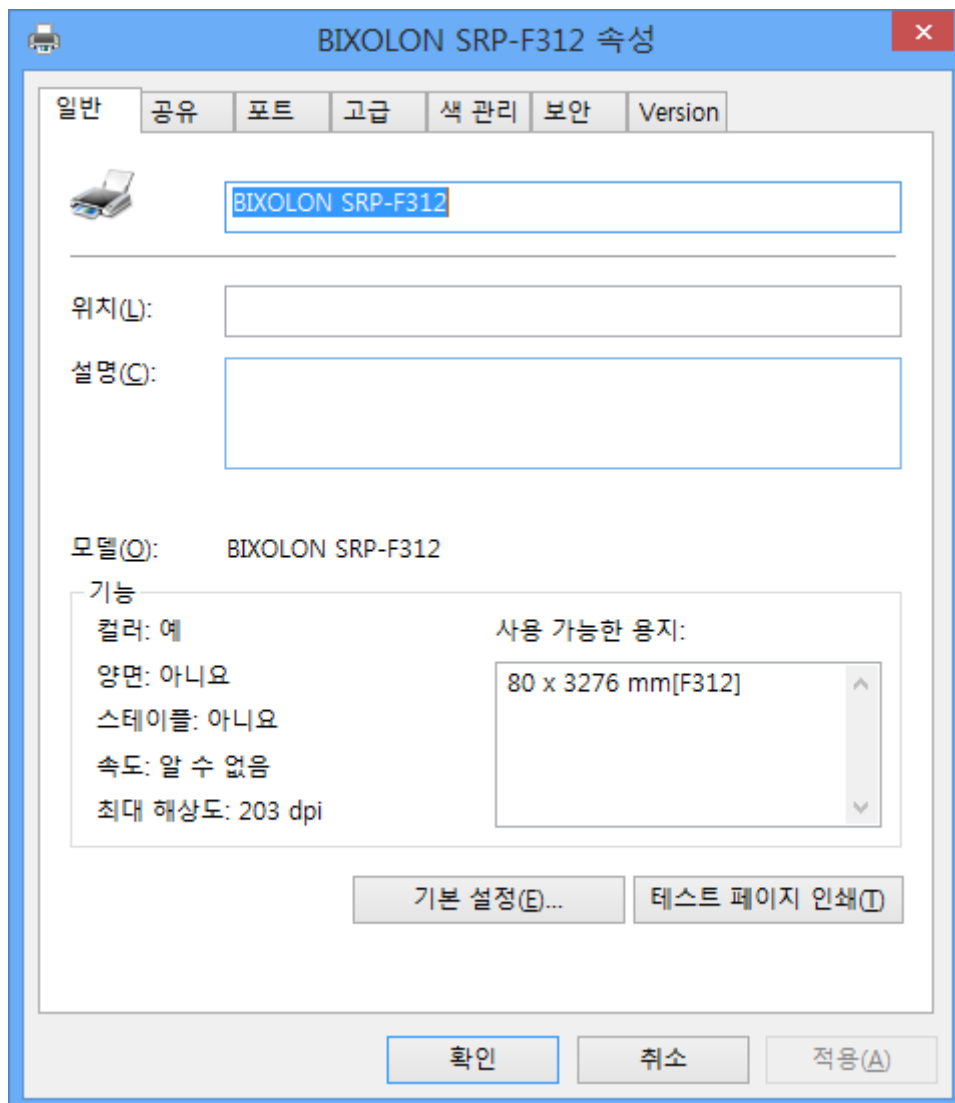 BIXOLON SRP-F312 속성
일반 공유 포트 고급 색 관리 보안 Version
BIXOLON SRP-F312
위치(L):
설명(C):
모델(O): BIXOLON SRP-F312
기능
컬러: 예
양면: 아니요
스테이플: 아니요
속도: 알 수 없음
최대 해상도: 203 dpi
사용 가능한 용지:
80 x 3276 mm[F312]
기본 설정(E)... 테스트 페이지 인쇄(T)
확인 취소 적용(A)